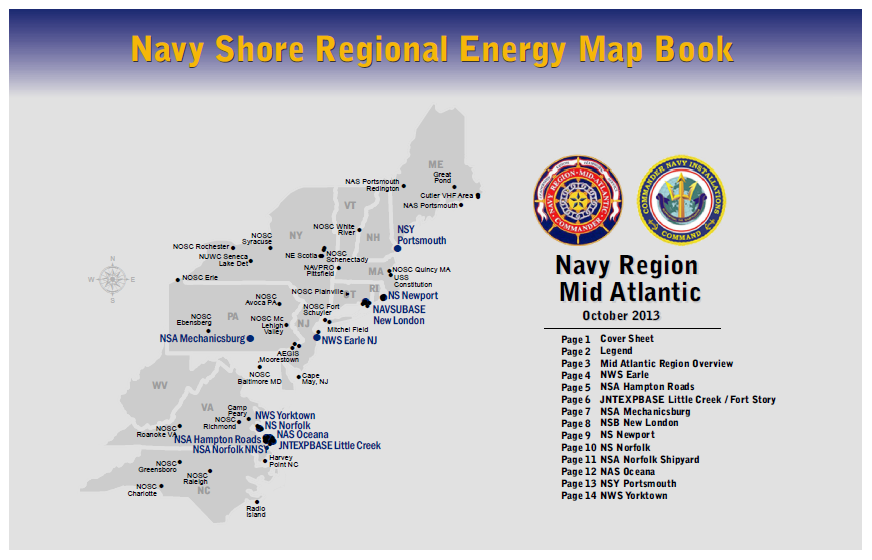 Navy Shore Regional Energy Map Book
ME
Great
Pond
NAS Portsmouth
Redington
Cutler VHF Area
NAS Portsmouth
VT
NH
NOSC White
River
NSY
Portsmouth
NY
NOSC
Syracuse
NOSC Rochester
NUWC Seneca
Lake Det
NE Scotia
NOSC
Schenectady
NAVPRO
Pittsfield
MA
NOSC Quincy MA
USS
Constitution
NOSC Erie
NOSC Plainville
CT
RI
NS Newport
NAVSUBASE
New London
NOSC
Avoca PA
NOSC Fort
Schuyler
PA
NOSC
Ebensberg
NOSC Mc
Lehigh
Valley
NJ
Mitchel Field
NSA Mechanicsburg
NWS Earle NJ
AEGIS
Moorestown
NOSC
Baltimore MD
Cape
May, NJ
WV
VA
Camp
Peary
NOSC
Richmond
NWS Yorktown
NS Norfolk
NOSC
Roanoke VA
NSA Hampton Roads
NAS Oceana
NSA Norfolk NNSY
JNTEXPBASE Little Creek
Harvey
Point NC
NOSC
Greensboro
NOSC
Raleigh
NOSC
Charlotte
NC
Radio
Island
N
W
E
S
NAVY REGION MID-ATLANTIC
COMMANDER
COMMANDER NAVY INSTALLATIONS
COMMAND
Navy Region
Mid Atlantic
October 2013
Page 1 Cover Sheet
Page 2 Legend
Page 3 Mid Atlantic Region Overview
Page 4 NWS Earle
Page 5 NSA Hampton Roads
Page 6 JNTEXPBASE Little Creek / Fort Story
Page 7 NSA Mechanicsburg
Page 8 NSB New London
Page 9 NS Newport
Page 10 NS Norfolk
Page 11 NSA Norfolk Shipyard
Page 12 NAS Oceana
Page 13 NSY Portsmouth
Page 14 NWS Yorktown